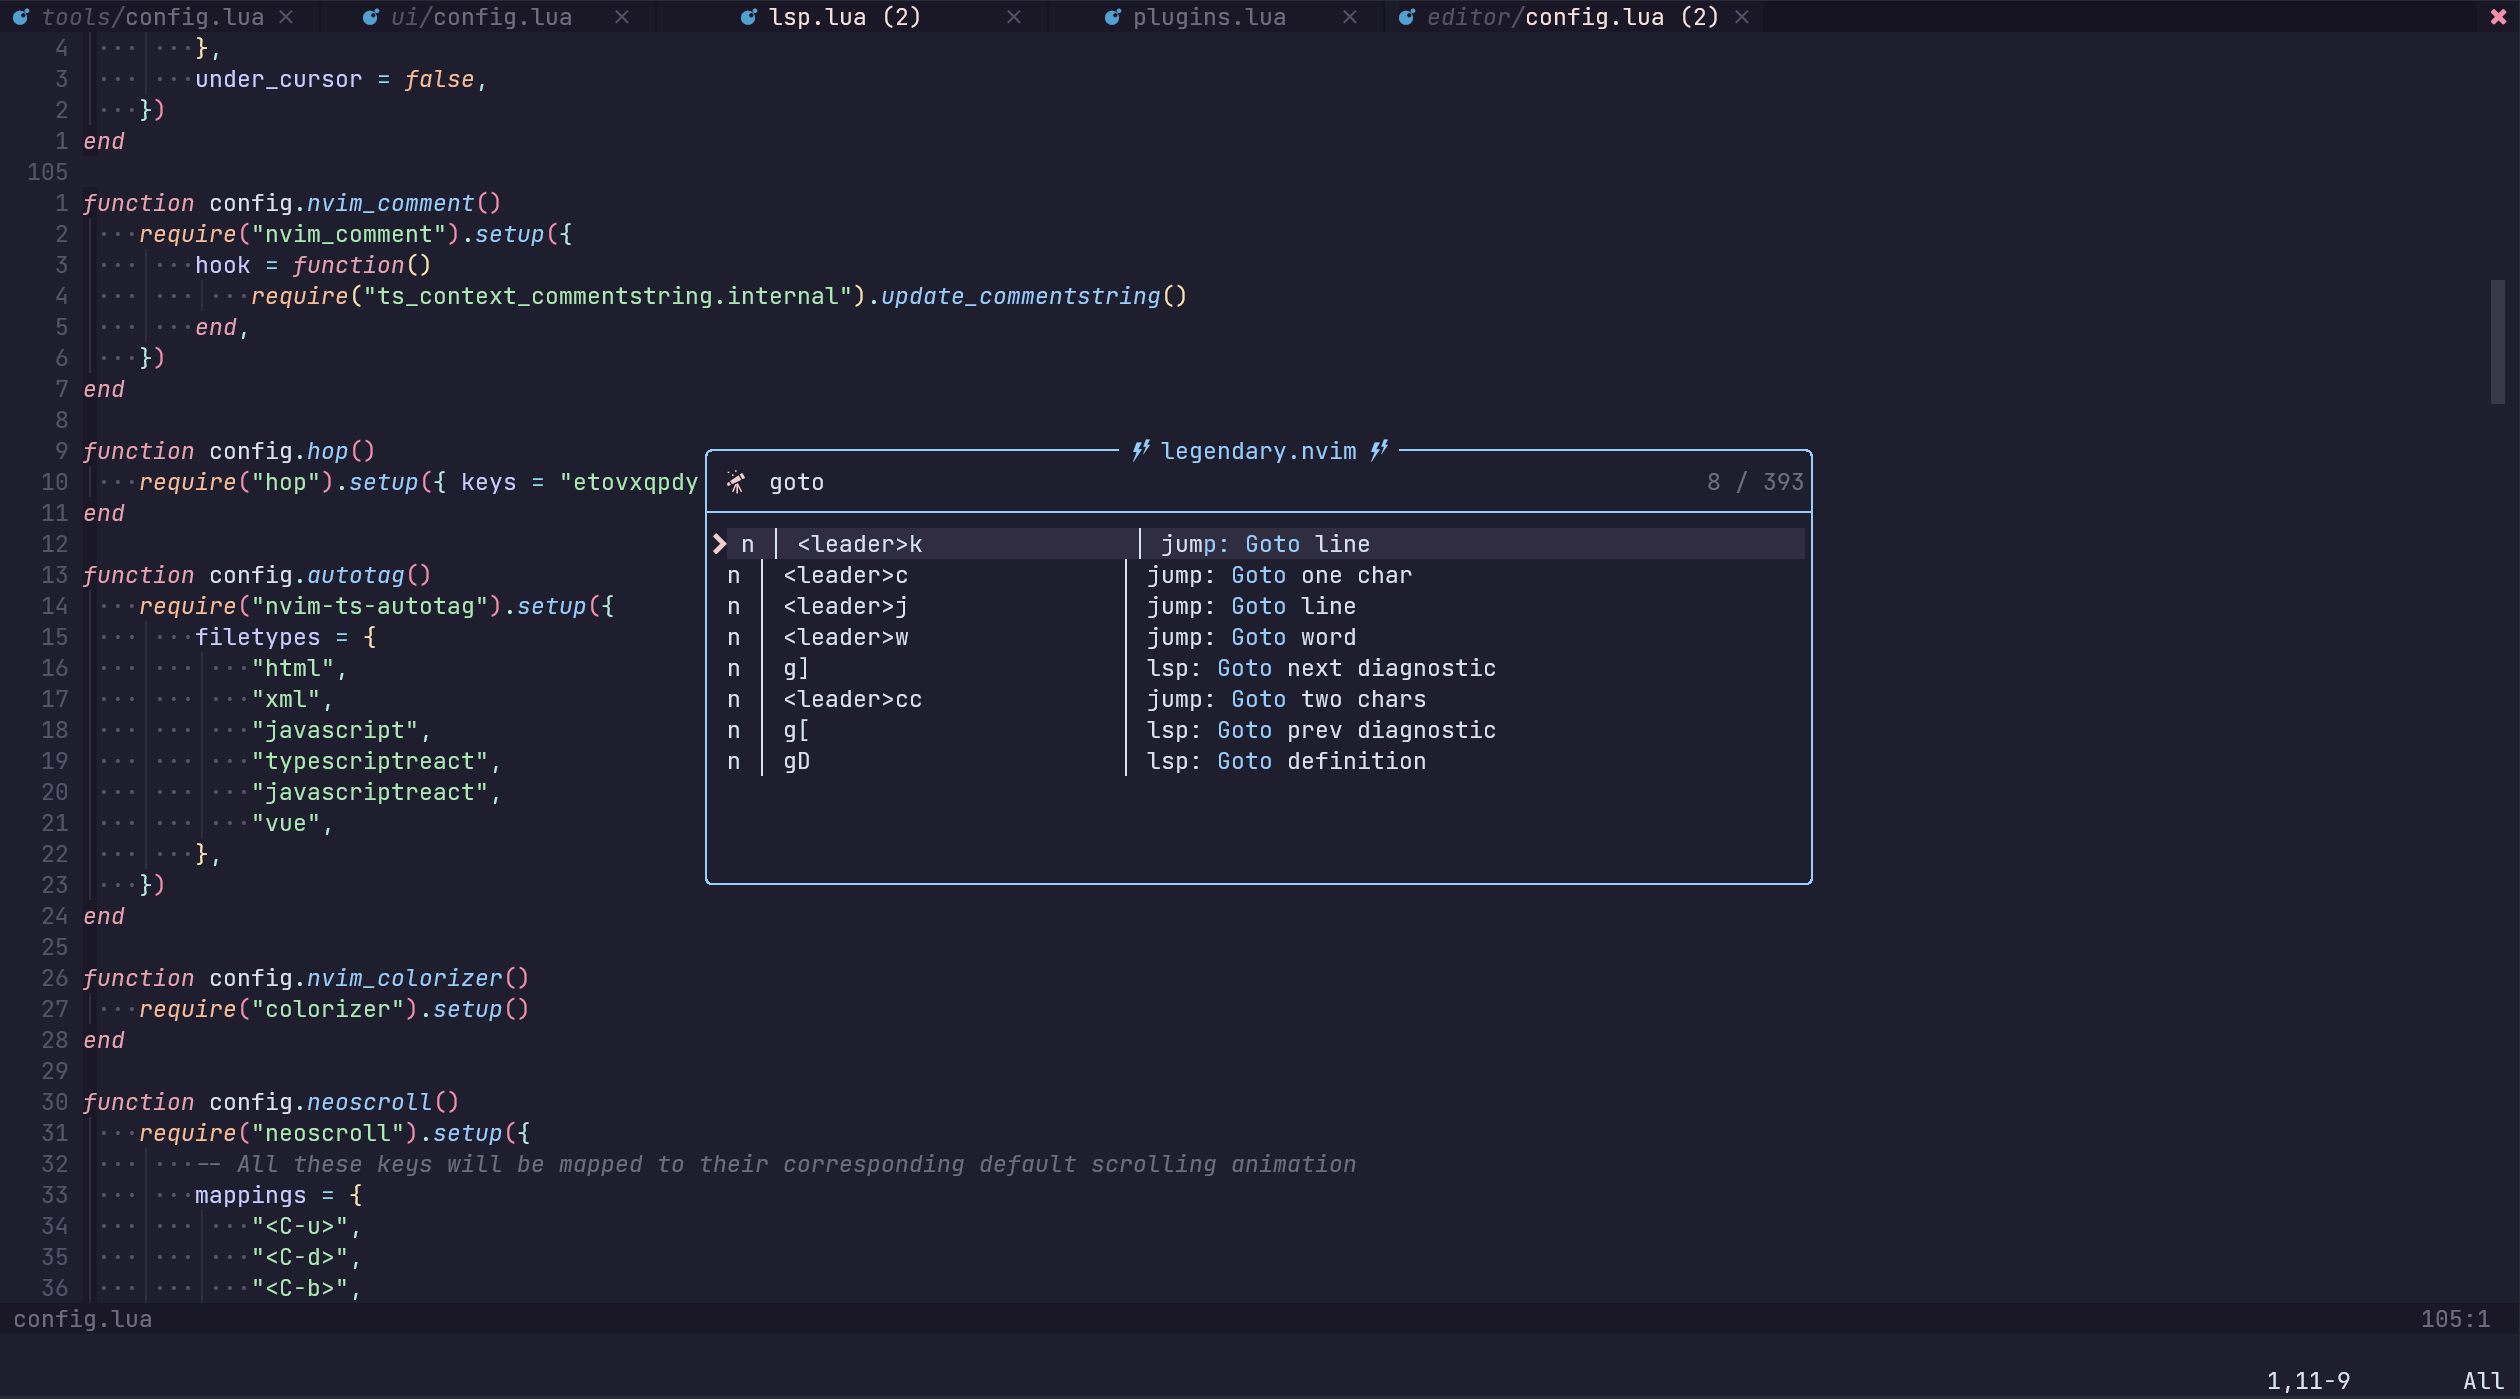 tools/config.lua × ui/config.lua × lsp.lua (2) × plugins.lua × editor/config.lua (2) ×
4 },
3 under_cursor = false,
2 })
1 end
105
1 function config.nvim_comment()
2 require("nvim_comment").setup({
3 hook = function()
4 require("ts_context_commentstring.internal").update_commentstring()
5 end,
6 })
7 end
8
9 function config.hop()
10 require("hop").setup({ keys = "etovxqpdy
11 end
12
13 function config.autotag()
14 require("nvim-ts-autotag").setup({
15 filetypes = {
16 "html",
17 "xml",
18 "javascript",
19 "typescriptreact",
20 "javascriptreact",
21 "vue",
22 },
23 })
24 end
25
26 function config.nvim_colorizer()
27 require("colorizer").setup()
28 end
29
30 function config.neoscroll()
31 require("neoscroll").setup({
32 -- All these keys will be mapped to their corresponding default scrolling animation
33 mappings = {
34 "<C-u>",
35 "<C-d>",
36 "<C-b>",
legendary.nvim
goto 8 / 393
n │ <leader>k │ jump: Goto line
n │ <leader>c │ jump: Goto one char
n │ <leader>j │ jump: Goto line
n │ <leader>w │ jump: Goto word
n │ g] │ lsp: Goto next diagnostic
n │ <leader>cc │ jump: Goto two chars
n │ g[ │ lsp: Goto prev diagnostic
n │ gD │ lsp: Goto definition
config.lua 105:1
1,11-9 All